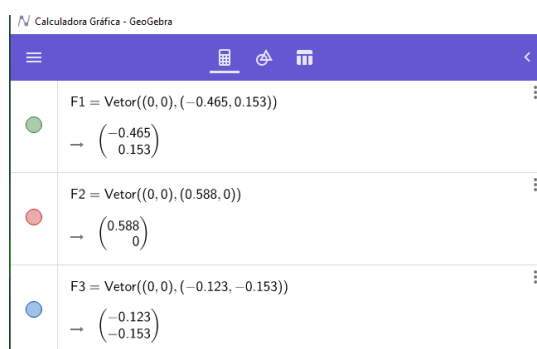 Calculadora Gráfica - GeoGebra
F1 = Vetor((0, 0), (−0.465, 0.153))
→ (−0.465
0.153)
F2 = Vetor((0, 0), (0.588, 0))
→ (0.588
0)
F3 = Vetor((0, 0), (−0.123, −0.153))
→ (−0.123
−0.153)